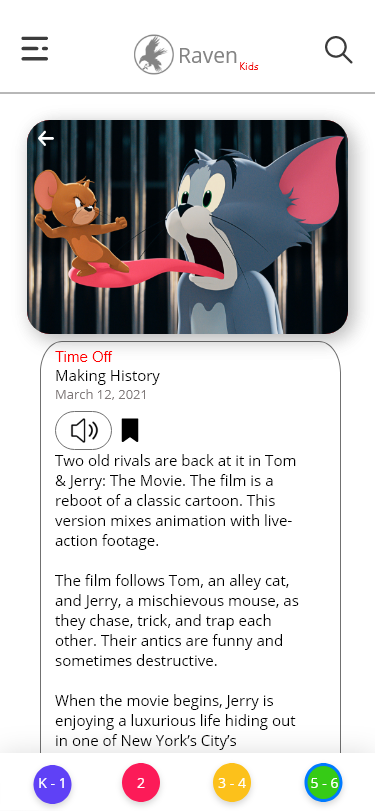 Raven
Kids
Time Off
Making History
March 12, 2021
Two old rivals are back at it in Tom
& Jerry: The Movie. The film is a
reboot of a classic cartoon. This
version mixes animation with live-
action footage.
The film follows Tom, an alley cat,
and Jerry, a mischievous mouse, as
they chase, trick, and trap each
other. Their antics are funny and
sometimes destructive.
When the movie begins, Jerry is
enjoying a luxurious life hiding out
in one of New York’s City’s
K - 1
2
3 - 4
5 - 6